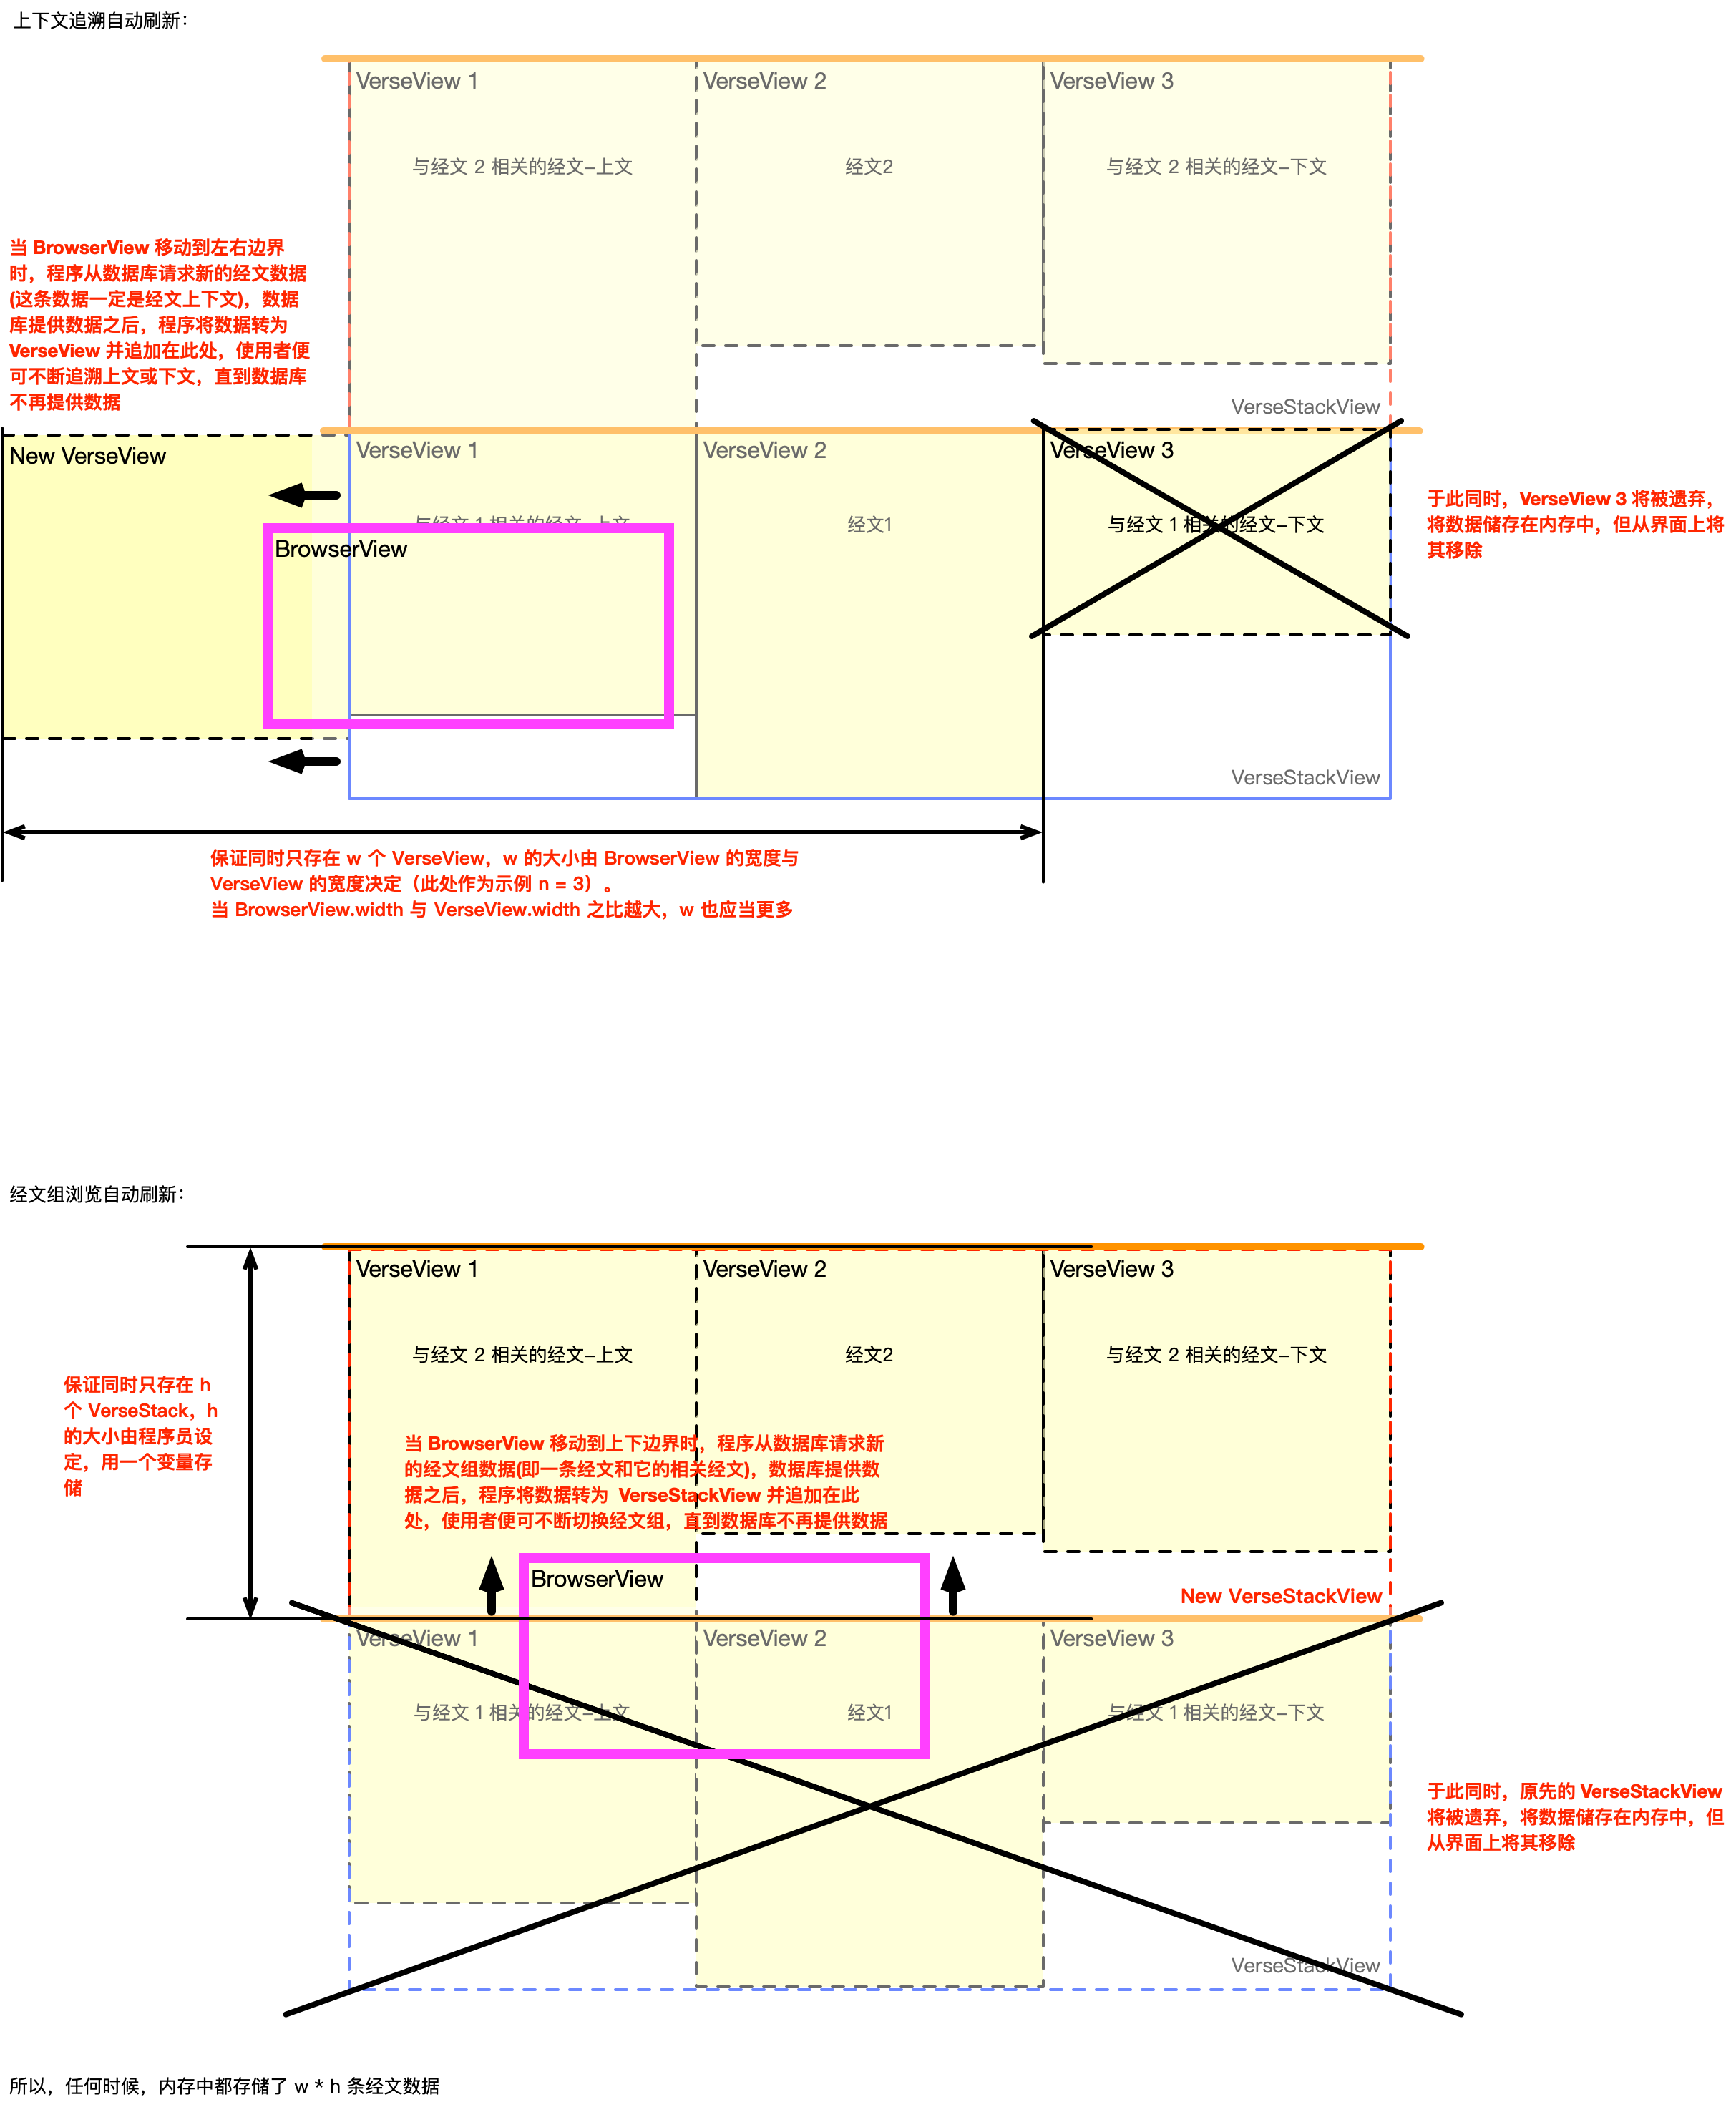 上下文追溯自动刷新：
VerseView 1
VerseView 2
VerseView 3
与经文 2 相关的经文-上文
经文2
与经文 2 相关的经文-下文
当 BrowserView 移动到左右边界
时，程序从数据库请求新的经文数据
(这条数据一定是经文上下文)，数据
库提供数据之后，程序将数据转为
VerseView 并追加在此处，使用者便
可不断追溯上文或下文，直到数据库
不再提供数据
VerseStackView
New VerseView
VerseView 1
VerseView 2
VerseView 3
与经文 1 相关的经文-上文
经文1
与经文 1 相关的经文-下文
BrowserView
于此同时，VerseView 3 将被遗弃，
将数据储存在内存中，但从界面上将
其移除
VerseStackView
保证同时只存在 w 个 VerseView，w 的大小由 BrowserView 的宽度与
VerseView 的宽度决定（此处作为示例 n = 3）。
当 BrowserView.width 与 VerseView.width 之比越大，w 也应当更多
经文组浏览自动刷新：
VerseView 1
VerseView 2
VerseView 3
与经文 2 相关的经文-上文
经文2
与经文 2 相关的经文-下文
保证同时只存在 h
个 VerseStack，h
的大小由程序员设
定，用一个变量存
储
当 BrowserView 移动到上下边界时，程序从数据库请求新
的经文组数据(即一条经文和它的相关经文)，数据库提供数
据之后，程序将数据转为 VerseStackView 并追加在此
处，使用者便可不断切换经文组，直到数据库不再提供数据
BrowserView
New VerseStackView
VerseView 1
VerseView 2
VerseView 3
与经文 1 相关的经文-上文
经文1
与经文 1 相关的经文-下文
于此同时，原先的 VerseStackView
将被遗弃，将数据储存在内存中，但
从界面上将其移除
VerseStackView
所以，任何时候，内存中都存储了 w * h 条经文数据